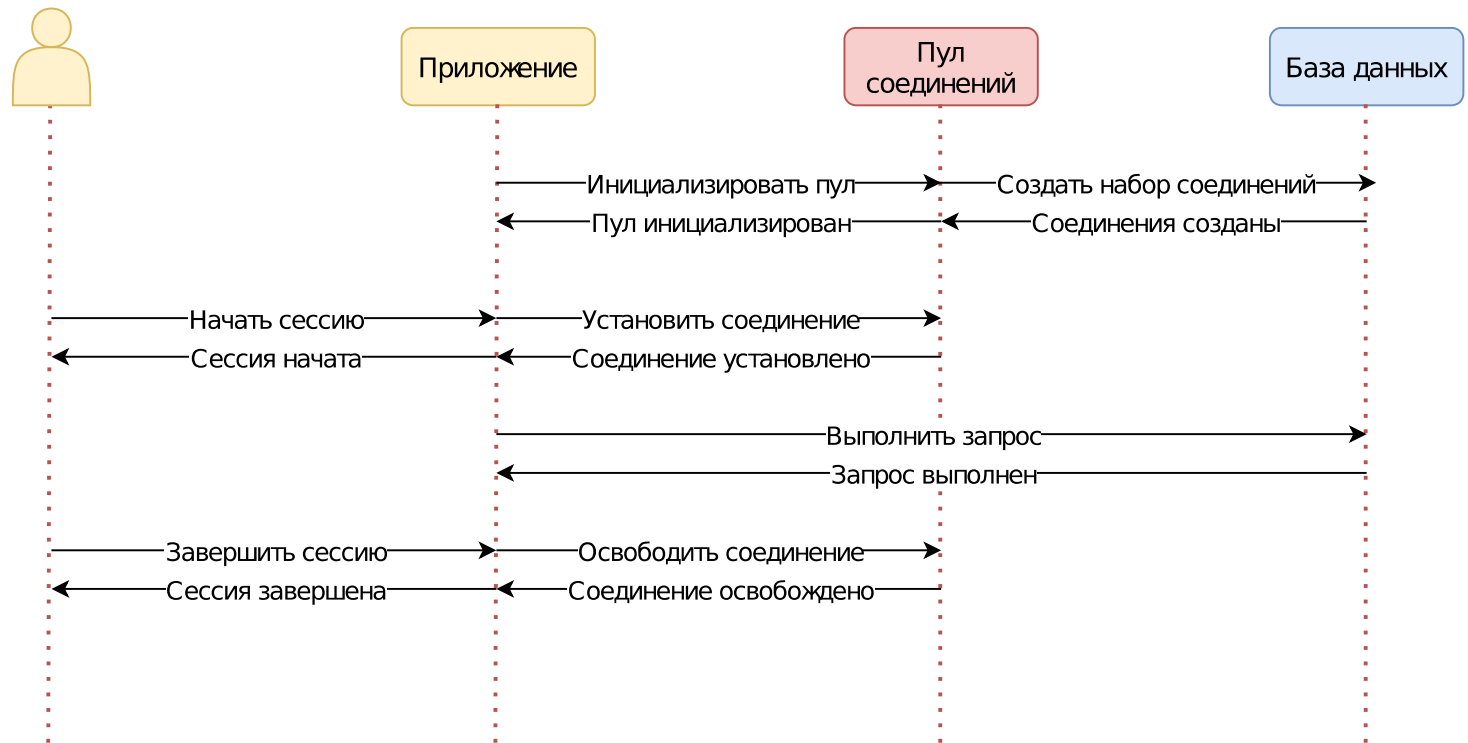 Приложение
Пул
соединений
База данных
Инициализировать пул
Создать набор соединений
Пул инициализирован
Соединения созданы
Начать сессию
Установить соединение
Сессия начата
Соединение установлено
Выполнить запрос
Запрос выполнен
Завершить сессию
Освободить соединение
Сессия завершена
Соединение освобождено